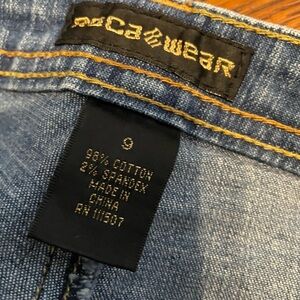 RocaWear
9
98% COTTON
2% SPANDEX
MADE IN
CHINA
RN 111507